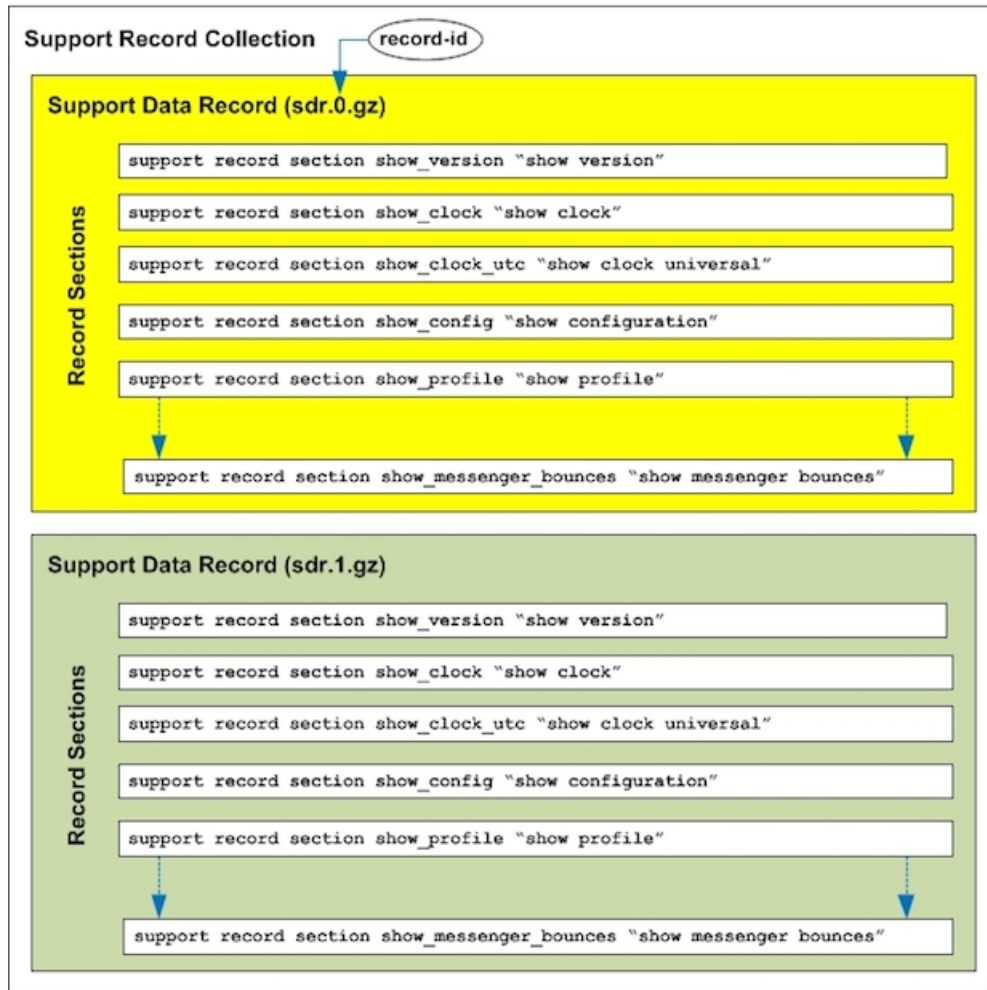 Support Record Collection
record-id
Support Data Record (sdr.0.gz)
Record Sections
support record section show_version “show version”
support record section show_clock “show clock”
support record section show_clock_utc “show clock universal”
support record section show_config “show configuration”
support record section show_profile “show profile”
support record section show_messenger_bounces “show messenger bounces”
Support Data Record (sdr.1.gz)
Record Sections
support record section show_version “show version”
support record section show_clock “show clock”
support record section show_clock_utc “show clock universal”
support record section show_config “show configuration”
support record section show_profile “show profile”
support record section show_messenger_bounces “show messenger bounces”